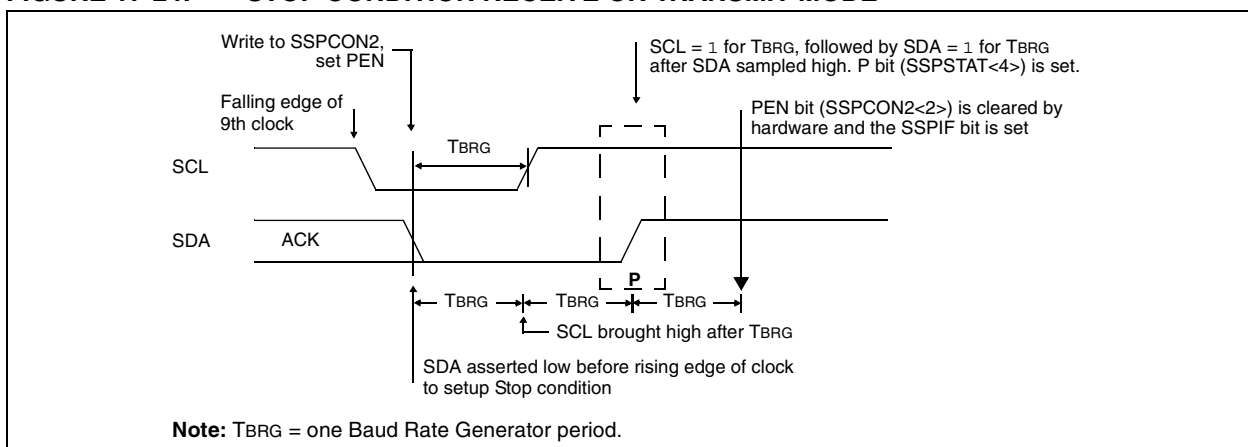 Write to SSPCON2,
set PEN
SCL = 1 for TBRG, followed by SDA = 1 for TBRG
after SDA sampled high. P bit (SSPSTAT<4>) is set.
Falling edge of
9th clock
PEN bit (SSPCON2<2>) is cleared by
hardware and the SSPIF bit is set
TBRG
SCL
SDA
ACK
P
TBRG
TBRG
TBRG
SCL brought high after TBRG
SDA asserted low before rising edge of clock
to setup Stop condition
Note: TBRG = one Baud Rate Generator period.